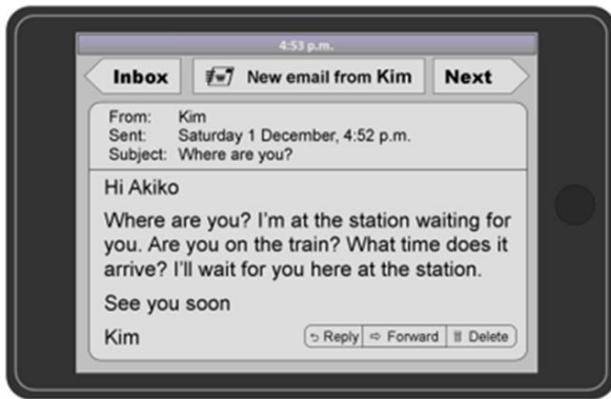 4:53 p.m.
Inbox New email from Kim Next
From: Kim
Sent: Saturday 1 December, 4:52 p.m.
Subject: Where are you?
Hi Akiko
Where are you? I'm at the station waiting for
you. Are you on the train? What time does it
arrive? I'll wait for you here at the station.
See you soon
Kim
Reply Forward Delete